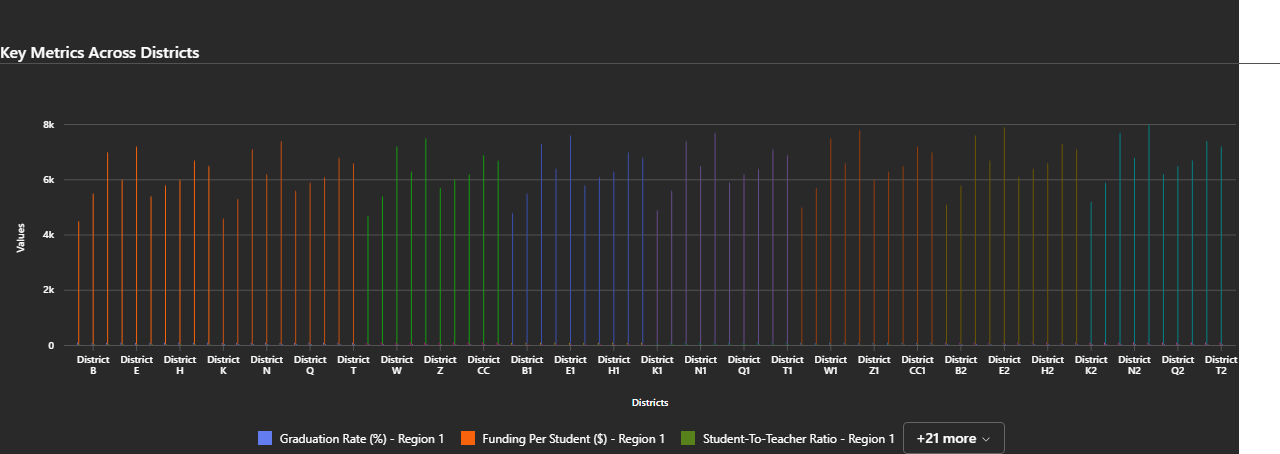 Key Metrics Across Districts
8k
6k
4k
2k
0
Values
District B
District E
District H
District K
District N
District Q
District T
District W
District Z
District CC
District B1
District E1
District H1
District K1
District N1
District Q1
District T1
District W1
District Z1
District CC1
District B2
District E2
District H2
District K2
District N2
District Q2
District T2
Districts
Graduation Rate (%) - Region 1
Funding Per Student ($) - Region 1
Student-To-Teacher Ratio - Region 1
+21 more